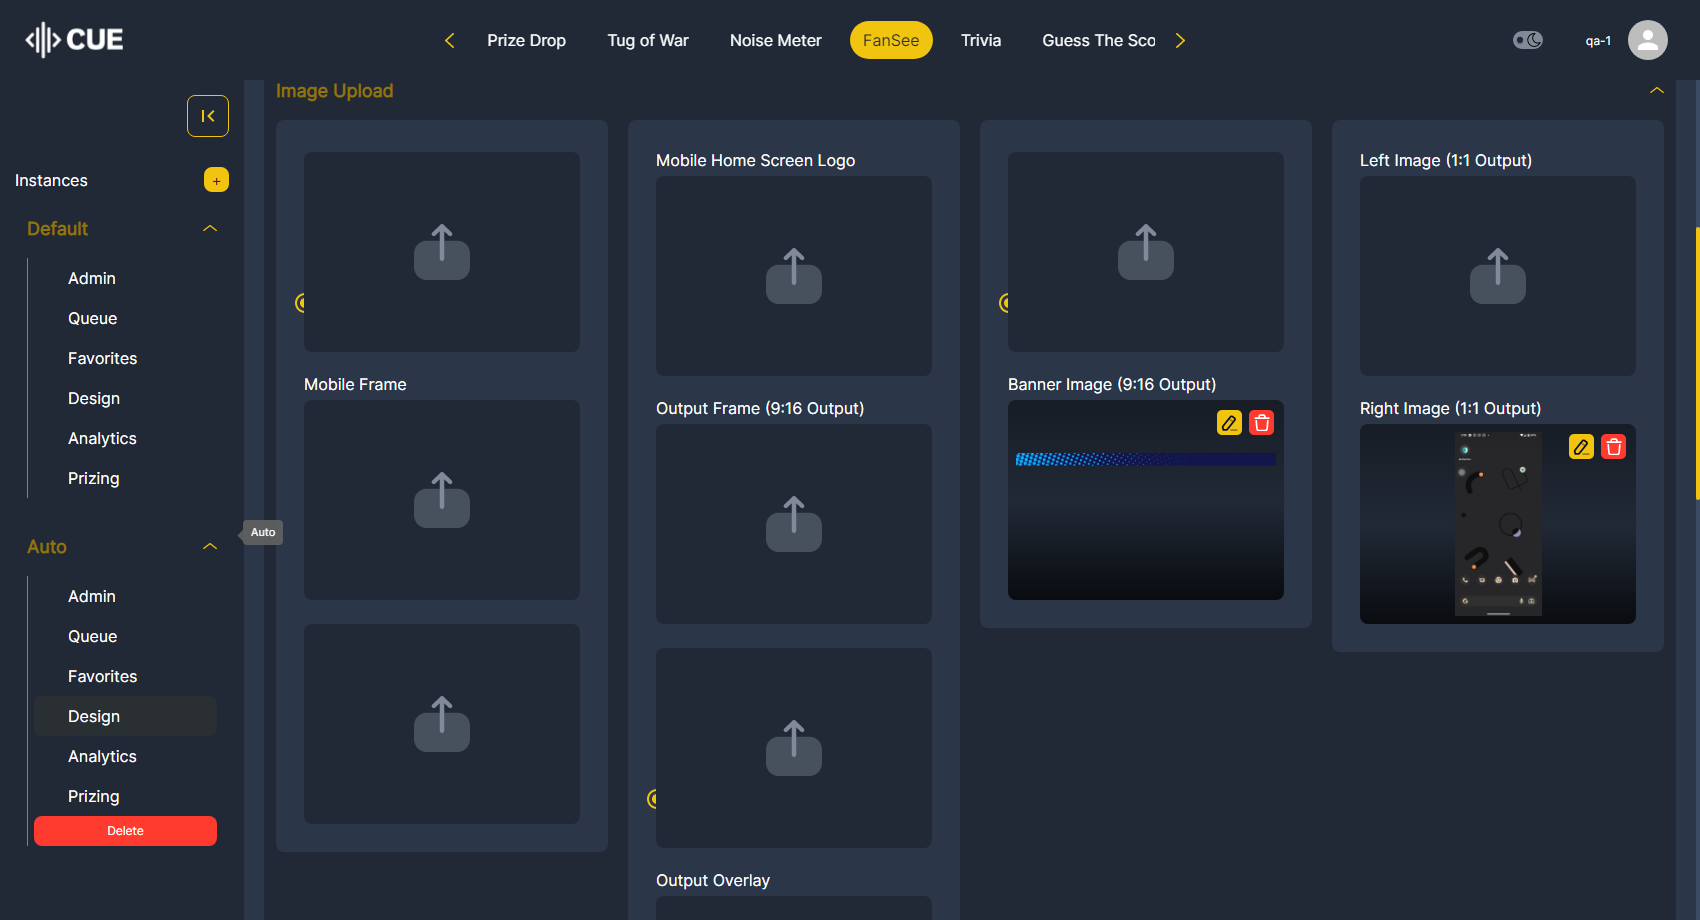 CUE
Prize Drop
Tug of War
Noise Meter
FanSee
Trivia
Guess The Sco
qa-1
Instances
+
Default
Admin
Queue
Favorites
Design
Analytics
Prizing
Auto
Admin
Queue
Favorites
Design
Analytics
Prizing
Delete
Auto
Image Upload
Mobile Frame
Mobile Home Screen Logo
Output Frame (9:16 Output)
Output Overlay
Banner Image (9:16 Output)
Left Image (1:1 Output)
Right Image (1:1 Output)